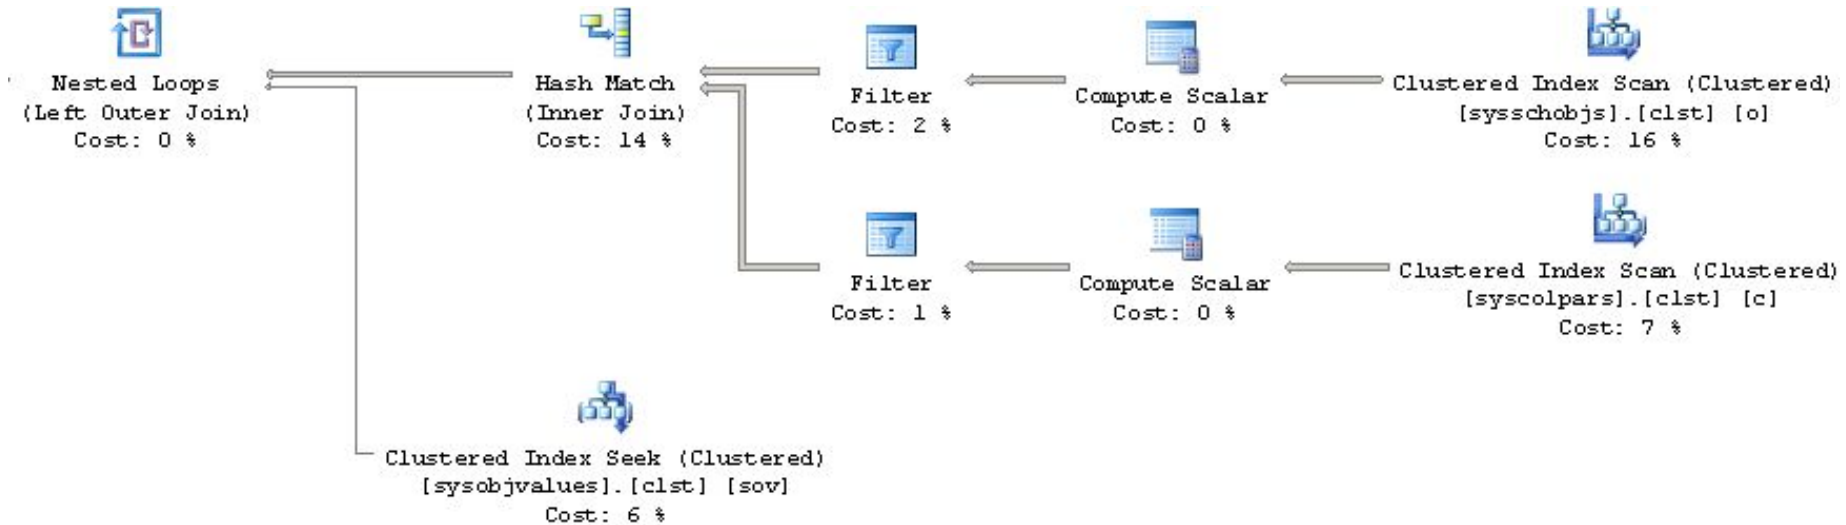 Nested Loops
(Left Outer Join)
Cost: 0 %
Hash Match
(Inner Join)
Cost: 14 %
Filter
Cost: 2 %
Compute Scalar
Cost: 0 %
Clustered Index Scan (Clustered)
[sysschobjs].[clst] [o]
Cost: 16 %
Filter
Cost: 1 %
Compute Scalar
Cost: 0 %
Clustered Index Scan (Clustered)
[syscolpars].[clst] [c]
Cost: 7 %
Clustered Index Seek (Clustered)
[sysobjvalues].[clst] [sov]
Cost: 6 %